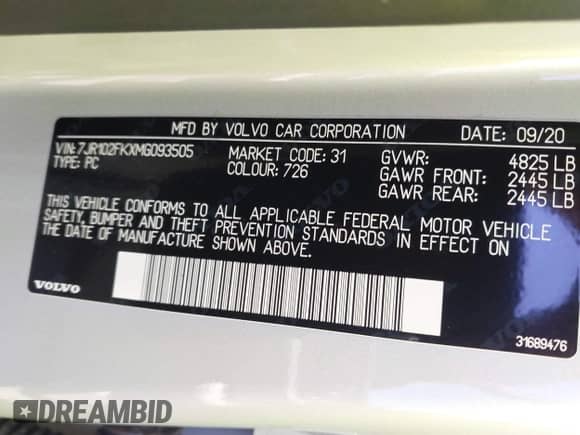 MFD BY VOLVO CAR CORPORATION DATE: 09/20
VIN: 7JR102FKXMG093505 MARKET CODE: 31 GVWR: 4825 LB
TYPE: PC COLOUR: 726 GAWR FRONT: 2445 LB
GAWR REAR: 2445 LB
THIS VEHICLE CONFORMS TO ALL APPLICABLE FEDERAL MOTOR VEHICLE
SAFETY, BUMPER AND THEFT PREVENTION STANDARDS IN EFFECT ON
THE DATE OF MANUFACTURE SHOWN ABOVE.
VOLVO
31689476
DREAMBID